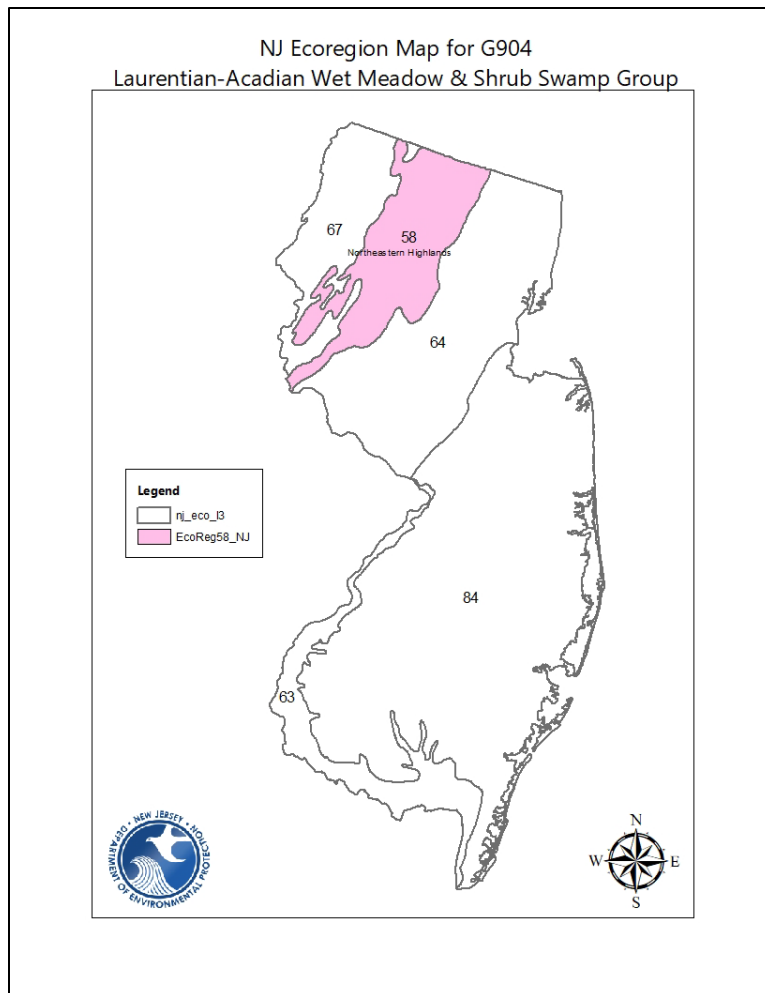 NJ Ecoregion Map for G904
Laurentian-Acadian Wet Meadow & Shrub Swamp Group
67
58
Northeastern Highlands
64
Legend
nj_eco_l3
EcoReg58_NJ
84
63
• NEW JERSEY •
DEPARTMENT OF ENVIRONMENTAL PROTECTION
N
W
E
S